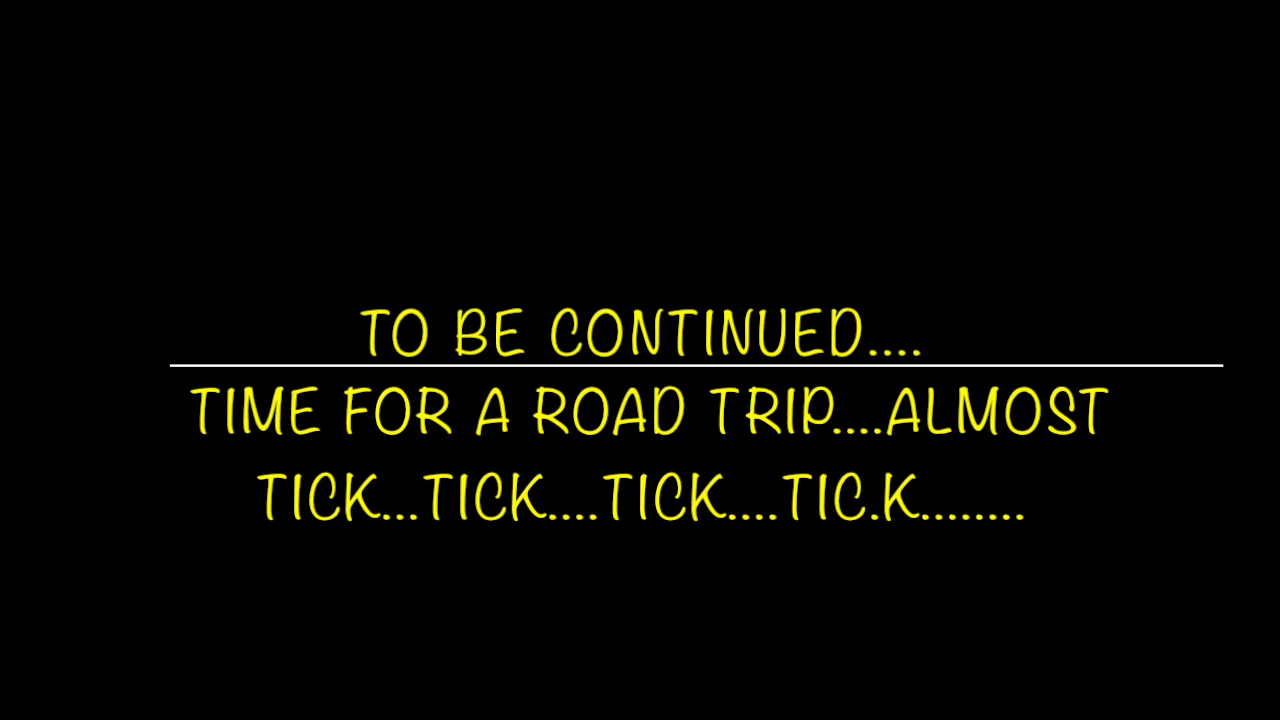 TO BE CONTINUED....
TIME FOR A ROAD TRIP....ALMOST
TICK...TICK....TICK....TIC.K........